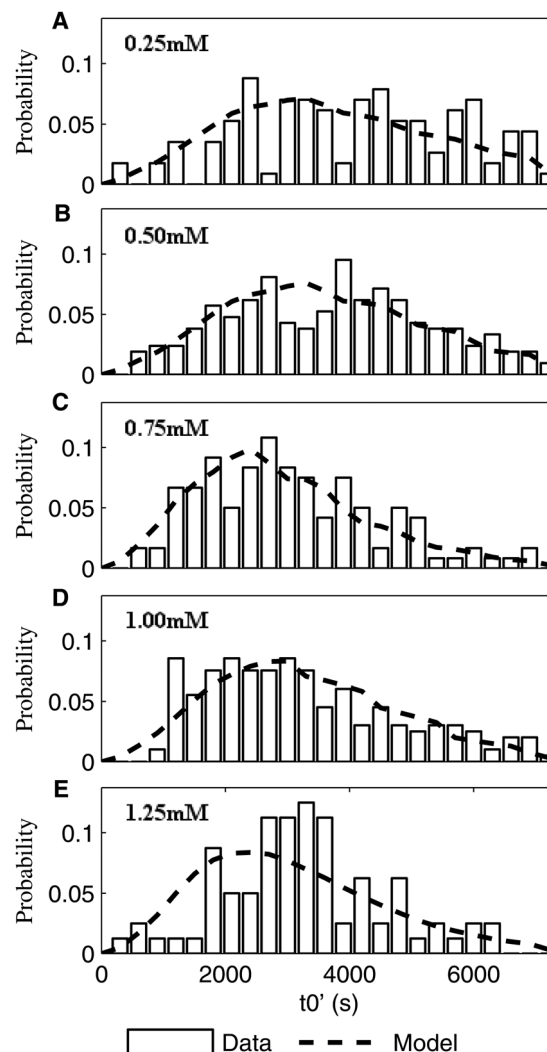 A
0.25mM
Probability
0.1
0.05
0
B
0.50mM
Probability
0.1
0.05
0
C
0.75mM
Probability
0.1
0.05
0
D
1.00mM
Probability
0.1
0.05
0
E
1.25mM
Probability
0.1
0.05
0
0 2000 4000 6000
t0' (s)
Data Model